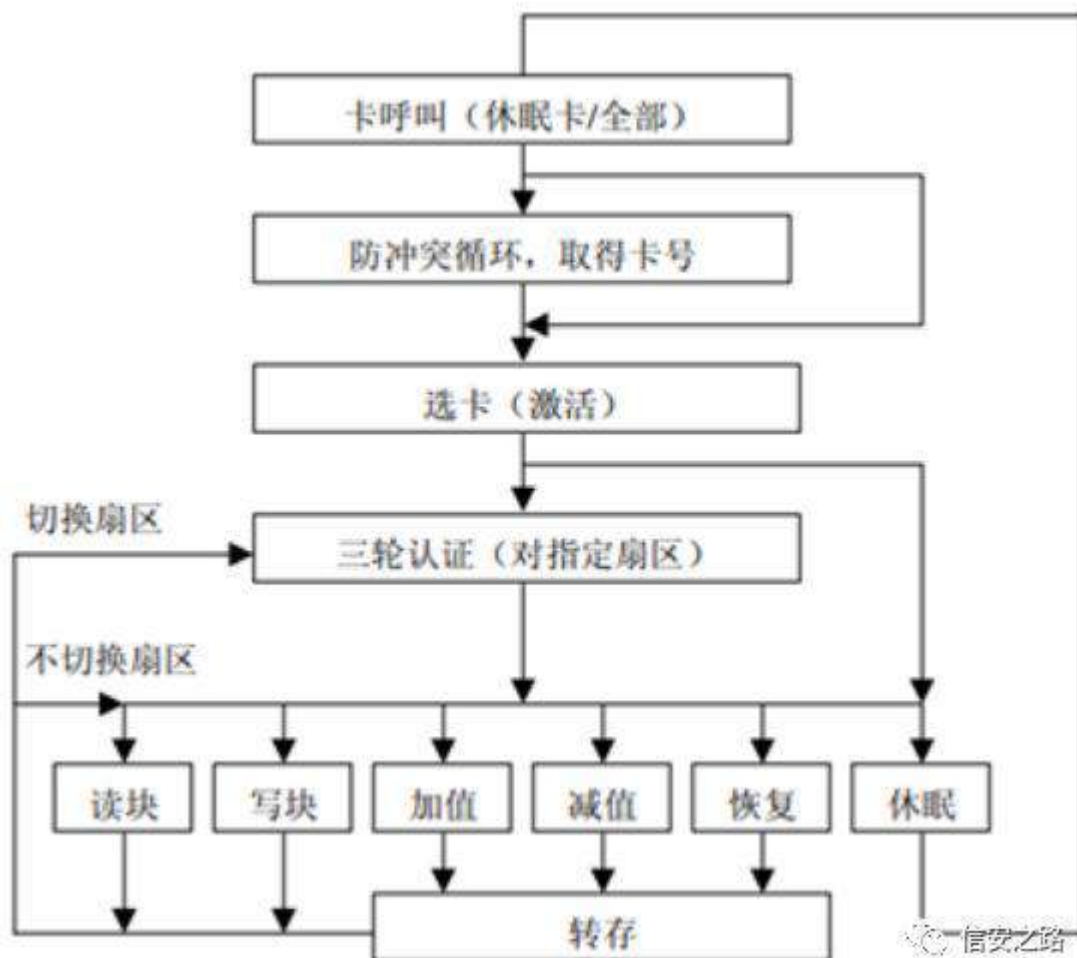 卡呼叫（休眠卡/全部）
防冲突循环，取得卡号
选卡（激活）
切换扇区
三轮认证（对指定扇区）
不切换扇区
读块
写块
加值
减值
恢复
休眠
转存
信安之路